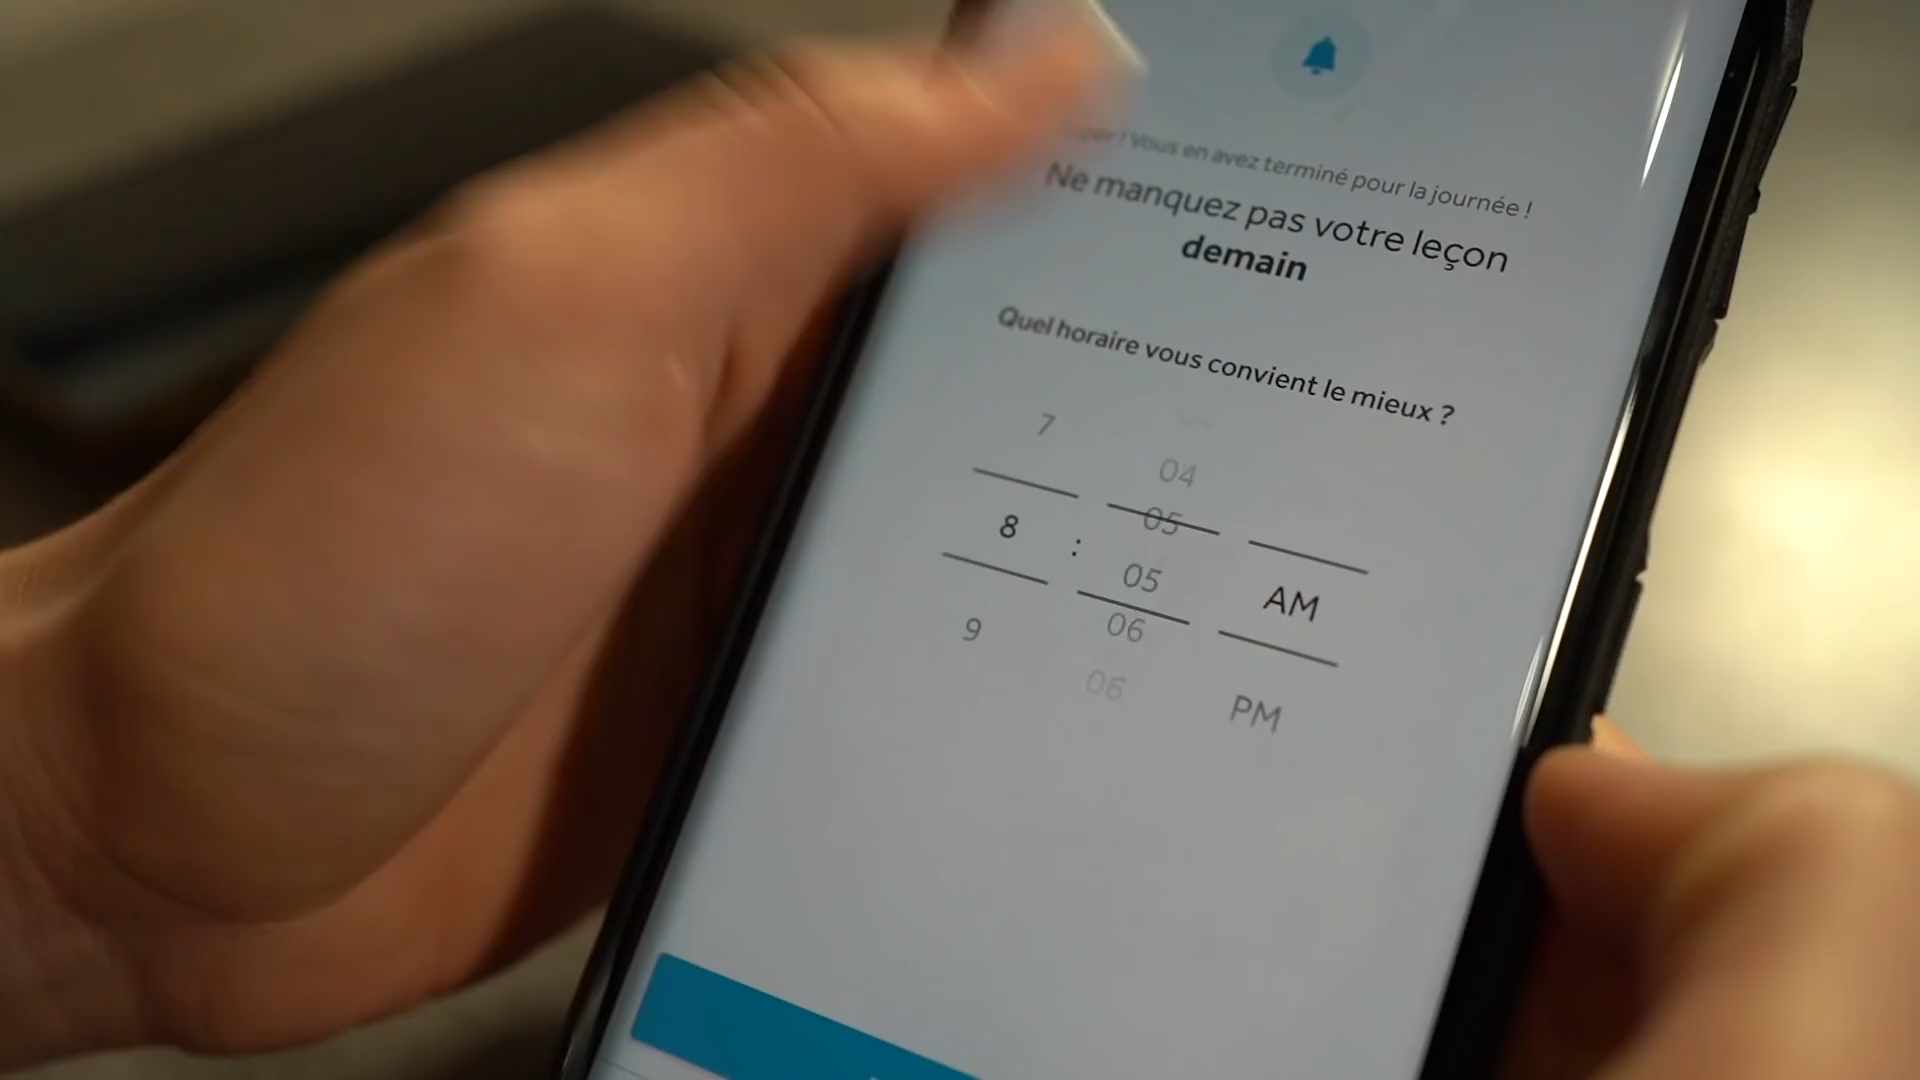 ! Vous en avez terminé pour la journée !
Ne manquez pas votre leçon
demain
Quel horaire vous convient le mieux ?
7
04
05
8 : 05 AM
9
06
06
PM